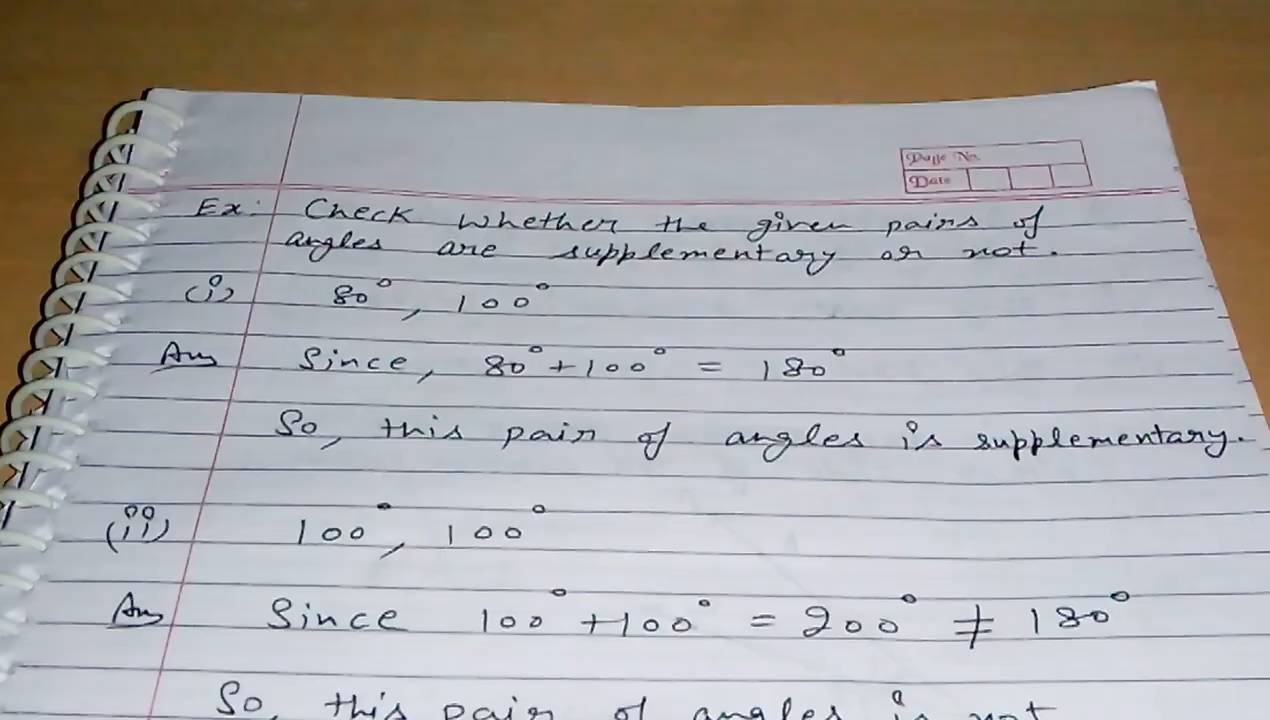 Page No.
Date
Ex: Check whether the given pairs of
angles are supplementary or not.
(i) 80°, 100°
Ans Since, 80° + 100° = 180°
So, this pair of angles is supplementary.
(ii) 100°, 100°
Ans Since 100° + 100° = 200° ≠ 180°
So, this pair of angles is not